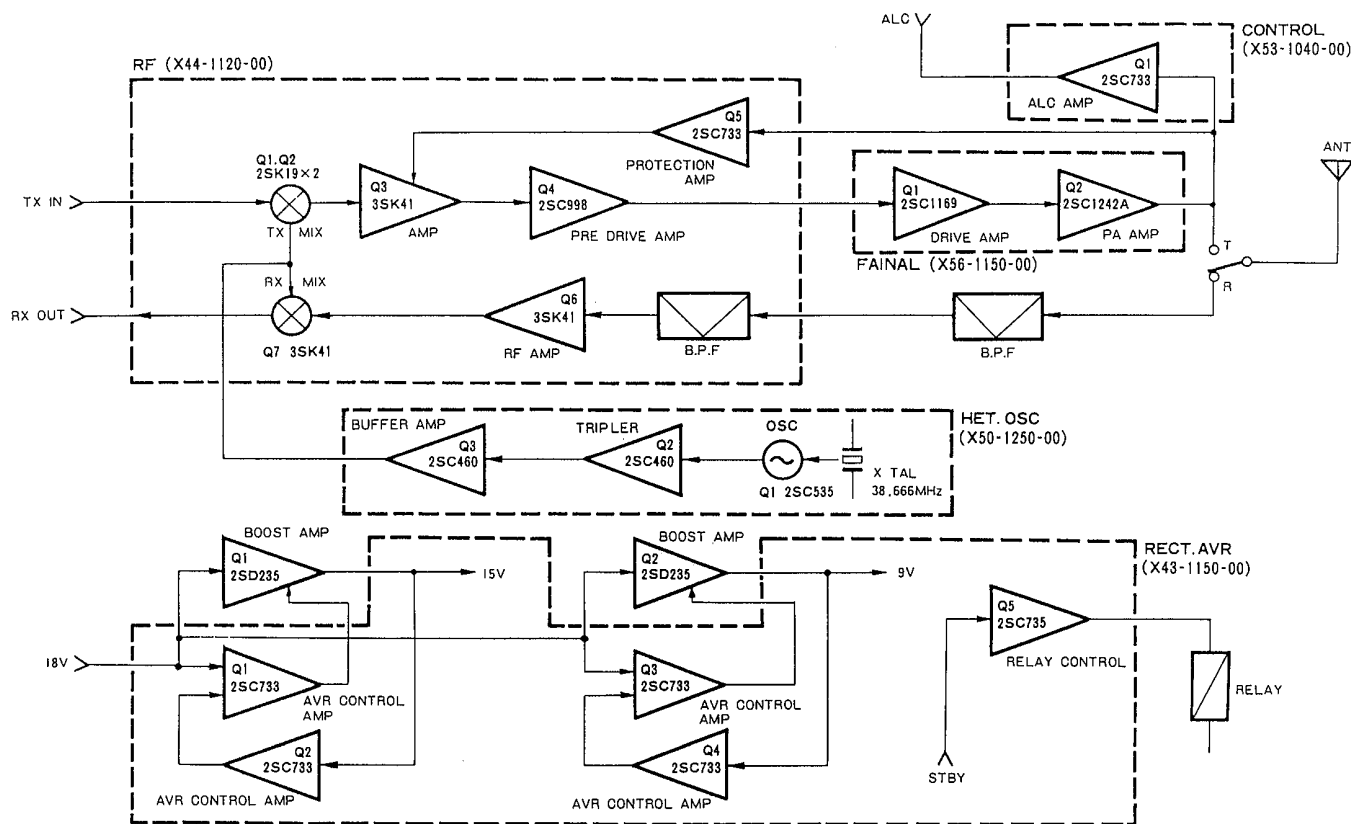 ALC
CONTROL
(X53-1040-00)
Q1
2SC733
ALC AMP
RF (X44-1120-00)
Q5
2SC733
PROTECTION
AMP
ANT
Q1.Q2
2SK19×2
TX IN
TX MIX
Q3
3SK41
AMP
Q4
2SC998
PRE DRIVE AMP
Q1
2SC1169
DRIVE AMP
Q2
2SC1242A
PA AMP
FAINAL (X56-1150-00)
T
R
RX MIX
RX OUT
Q7 3SK41
Q6
3SK41
RF AMP
B.P.F
B.P.F
HET. OSC
(X50-1250-00)
BUFFER AMP
Q3
2SC460
TRIPLER
Q2
2SC460
OSC
Q1 2SC535
X TAL
38.666MHz
BOOST AMP
Q1
2SD235
15V
BOOST AMP
Q2
2SD235
9V
RECT. AVR
(X43-1150-00)
Q5
2SC735
RELAY CONTROL
RELAY
STBY
18V
Q1
2SC733
AVR CONTROL
AMP
Q3
2SC733
AVR CONTROL
AMP
Q2
2SC733
AVR CONTROL AMP
Q4
2SC733
AVR CONTROL AMP